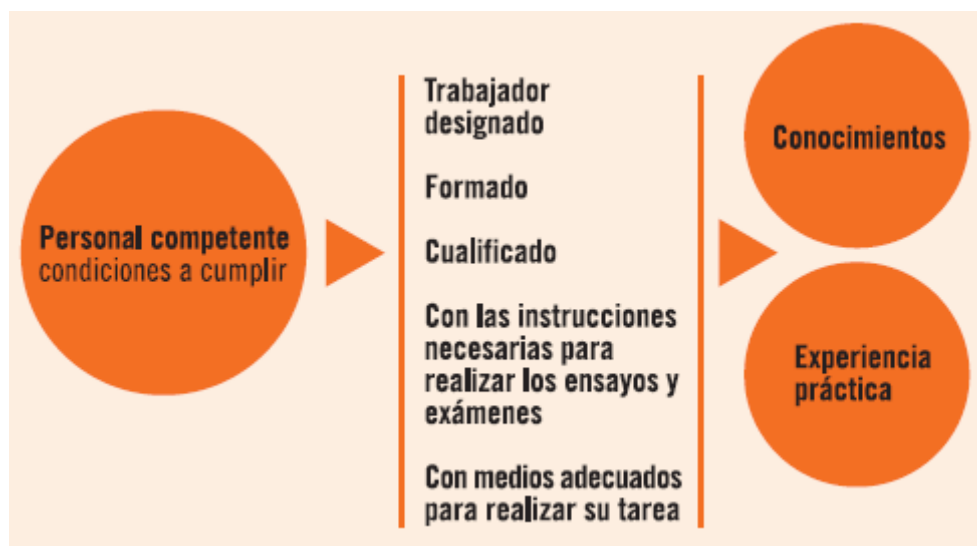 Personal competente
condiciones a cumplir
Trabajador
designado
Formado
Cualificado
Con las instrucciones
necesarias para
realizar los ensayos y
exámenes
Con medios adecuados
para realizar su tarea
Conocimientos
Experiencia
práctica